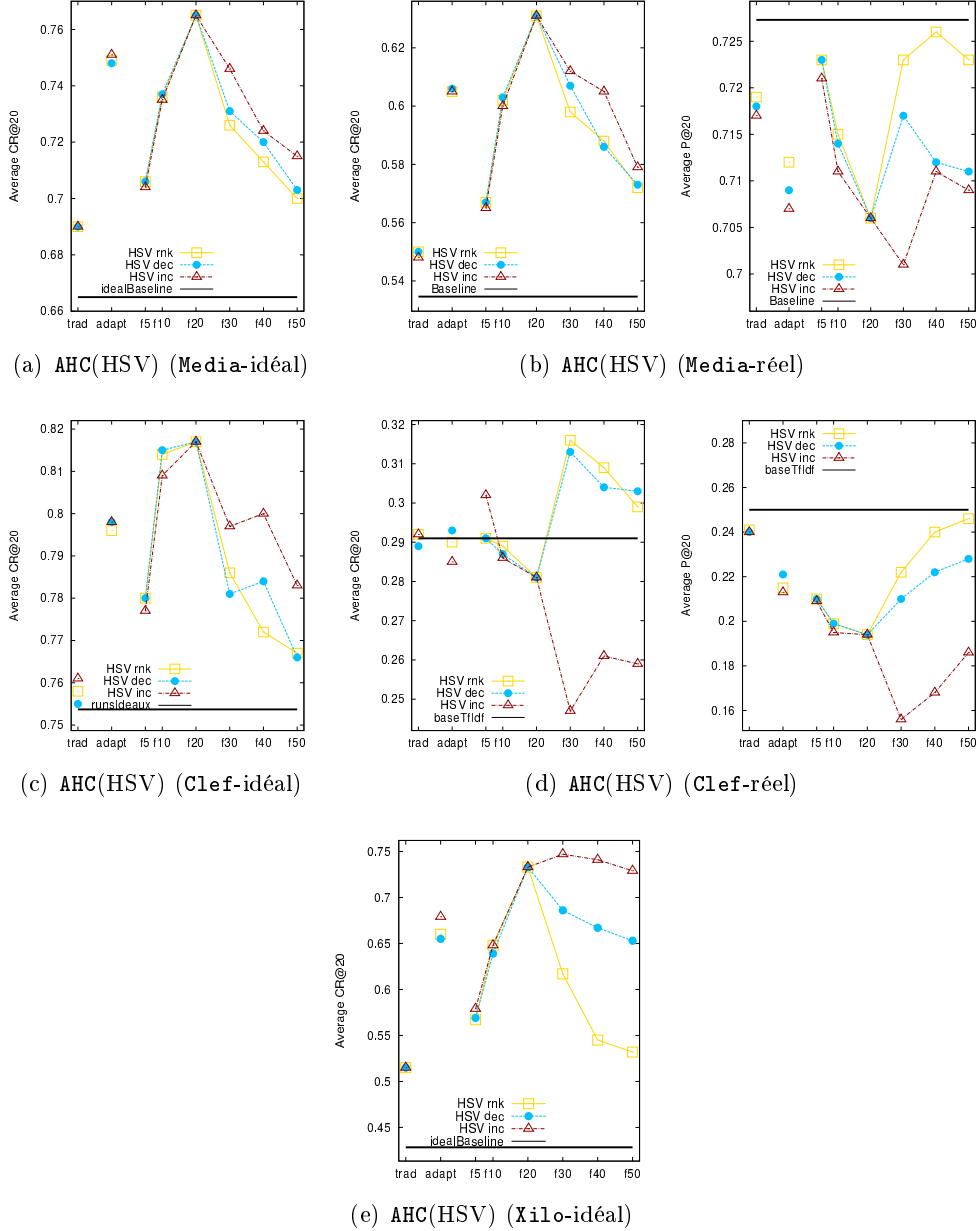 0.76
0.74
0.72
0.7
0.68
0.66
Average CR@20
HSV rnk
HSV dec
HSV inc
idealBaseline
trad adapt f5 f10 f20 f30 f40 f50
(a) AHC(HSV) (Media-idéal)
0.62
0.6
0.58
0.56
0.54
Average CR@20
HSV rnk
HSV dec
HSV inc
Baseline
trad adapt f5 f10 f20 f30 f40 f50
0.725
0.72
0.715
0.71
0.705
0.7
Average P@20
HSV rnk
HSV dec
HSV inc
Baseline
trad adapt f5 f10 f20 f30 f40 f50
(b) AHC(HSV) (Media-réel)
0.82
0.81
0.8
0.79
0.78
0.77
0.76
0.75
Average CR@20
HSV rnk
HSV dec
HSV inc
runsIdeaux
trad adapt f5 f10 f20 f30 f40 f50
(c) AHC(HSV) (Clef-idéal)
0.32
0.31
0.3
0.29
0.28
0.27
0.26
0.25
Average CR@20
HSV rnk
HSV dec
HSV inc
baseTfIdf
trad adapt f5 f10 f20 f30 f40 f50
0.28
0.26
0.24
0.22
0.2
0.18
0.16
Average P@20
HSV rnk
HSV dec
HSV inc
baseTfIdf
trad adapt f5 f10 f20 f30 f40 f50
(d) AHC(HSV) (Clef-réel)
0.75
0.7
0.65
0.6
0.55
0.5
0.45
Average CR@20
HSV rnk
HSV dec
HSV inc
idealBaseline
trad adapt f5 f10 f20 f30 f40 f50
(e) AHC(HSV) (Xilo-idéal)